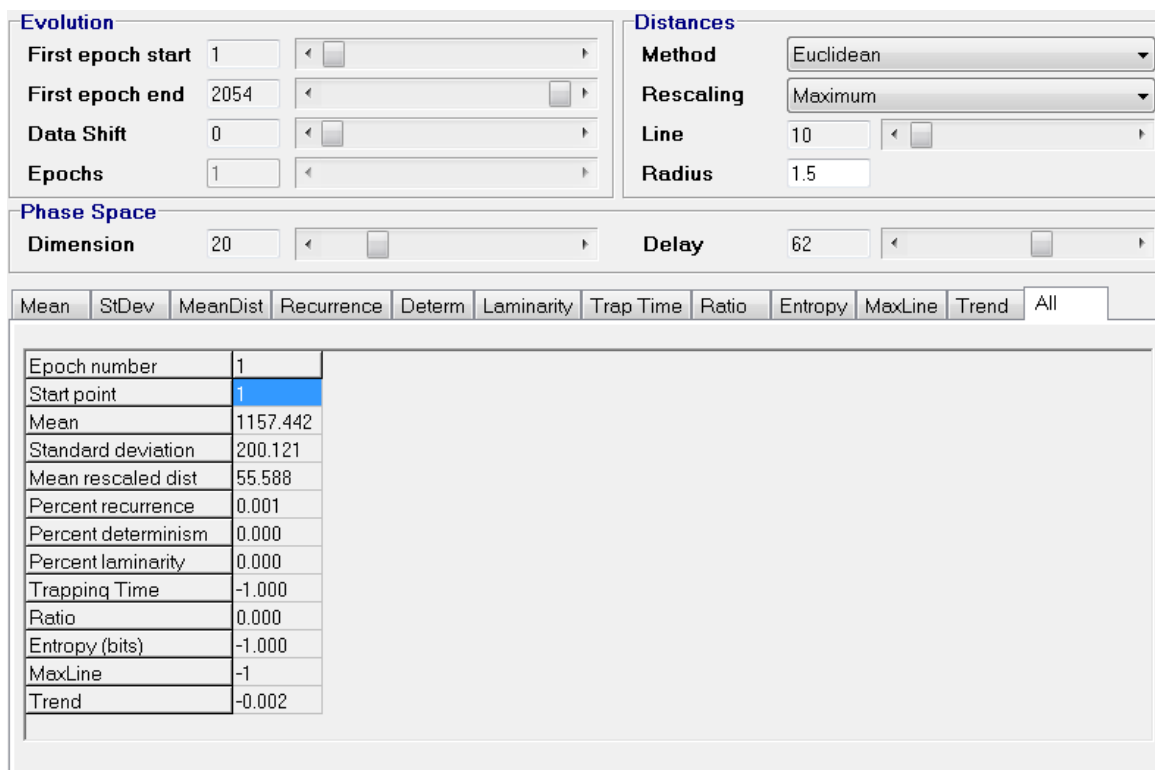 Evolution
First epoch start 1
First epoch end 2054
Data Shift 0
Epochs 1
Distances
Method Euclidean
Rescaling Maximum
Line 10
Radius 1.5
Phase Space
Dimension 20 Delay 62
Mean StDev MeanDist Recurrence Determ Laminarity Trap Time Ratio Entropy MaxLine Trend All
Epoch number 1
Start point 1
Mean 1157.442
Standard deviation 200.121
Mean rescaled dist 55.588
Percent recurrence 0.001
Percent determinism 0.000
Percent laminarity 0.000
Trapping Time -1.000
Ratio 0.000
Entropy (bits) -1.000
MaxLine -1
Trend -0.002